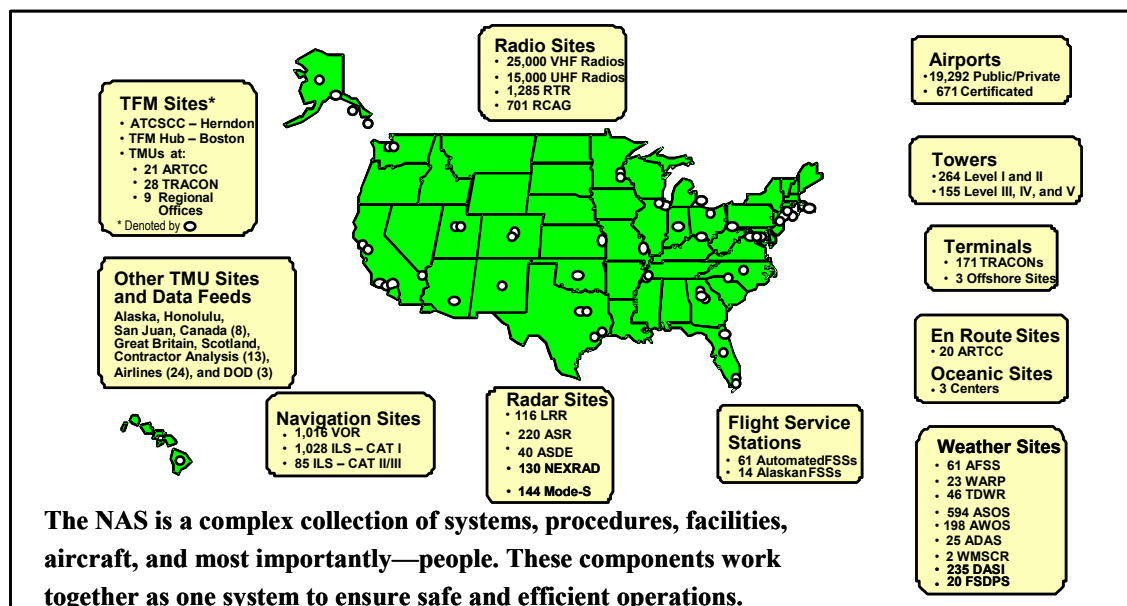 Radio Sites
• 25,000 VHF Radios
• 15,000 UHF Radios
• 1,285 RTR
• 701 RCAG
Airports
• 19,292 Public/Private
• 671 Certificated
TFM Sites*
• ATCSCC – Herndon
• TFM Hub – Boston
• TMUs at:
• 21 ARTCC
• 28 TRACON
• 9 Regional
Offices
* Denoted by
Towers
• 264 Level I and II
• 155 Level III, IV, and V
Terminals
• 171 TRACONs
• 3 Offshore Sites
Other TMU Sites
and Data Feeds
Alaska, Honolulu,
San Juan, Canada (8),
Great Britain, Scotland,
Contractor Analysis (13),
Airlines (24), and DOD (3)
En Route Sites
• 20 ARTCC
Oceanic Sites
• 3 Centers
Navigation Sites
• 1,016 VOR
• 1,028 ILS – CAT I
• 85 ILS – CAT II/III
Radar Sites
• 116 LRR
• 220 ASR
• 40 ASDE
• 130 NEXRAD
• 144 Mode-S
Flight Service
Stations
• 61 AutomatedFSSs
• 14 AlaskanFSSs
Weather Sites
• 61 AFSS
• 23 WARP
• 46 TDWR
• 594 ASOS
• 198 AWOS
• 25 ADAS
• 2 WMSCR
• 235 DASI
• 20 FSDPS
The NAS is a complex collection of systems, procedures, facilities,
aircraft, and most importantly—people. These components work
together as one system to ensure safe and efficient operations.